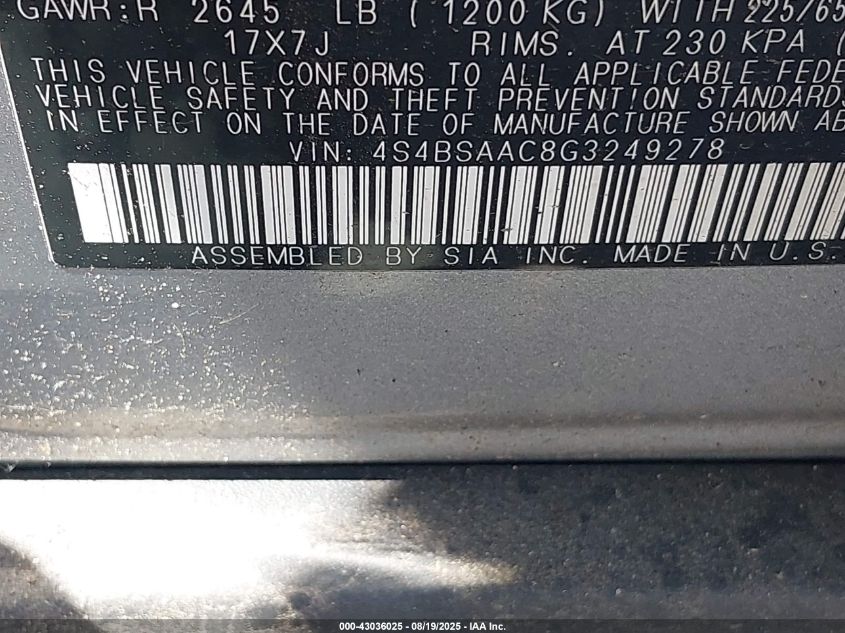 GAWR:R 2645 LB ( 1200 KG) WITH 225/65
17X7J RIMS. AT 230 KPA (
THIS VEHICLE CONFORMS TO ALL APPLICABLE FEDE
VEHICLE SAFETY AND THEFT PREVENTION STANDARDS
IN EFFECT ON THE DATE OF MANUFACTURE SHOWN AB
VIN: 4S4BSAAC8G3249278
ASSEMBLED BY SIA INC. MADE IN U.S.
000-43036025 - 08/19/2025 - IAA Inc.